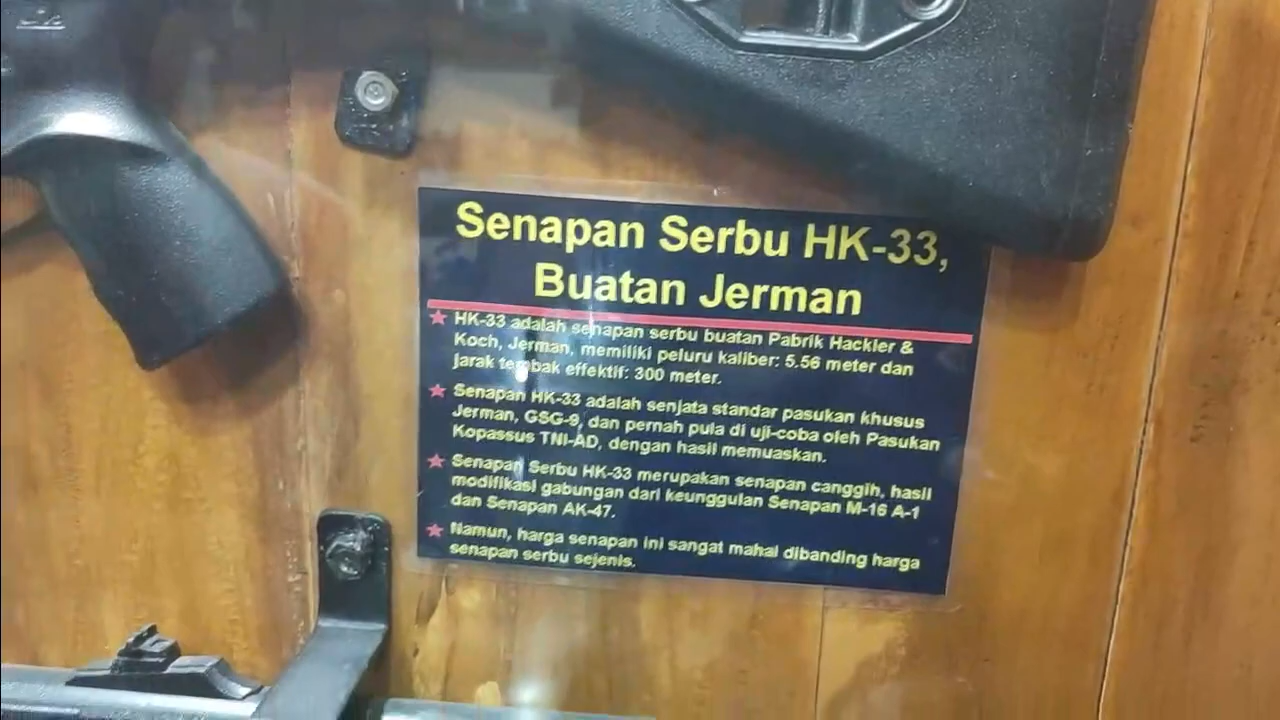 Senapan Serbu HK-33,
Buatan Jerman
HK-33 adalah senapan serbu buatan Pabrik Hackler &
Koch, Jerman, memiliki peluru kaliber: 5.56 meter dan
jarak tembak effektif: 300 meter.
Senapan HK-33 adalah senjata standar pasukan khusus
Jerman, GSG-9, dan pernah pula di uji-coba oleh Pasukan
Kopassus TNI-AD, dengan hasil memuaskan.
Senapan Serbu HK-33 merupakan senapan canggih, hasil
modifikasi gabungan dari keunggulan Senapan M-16 A-1
dan Senapan AK-47.
Namun, harga senapan ini sangat mahal dibanding harga
senapan serbu sejenis.